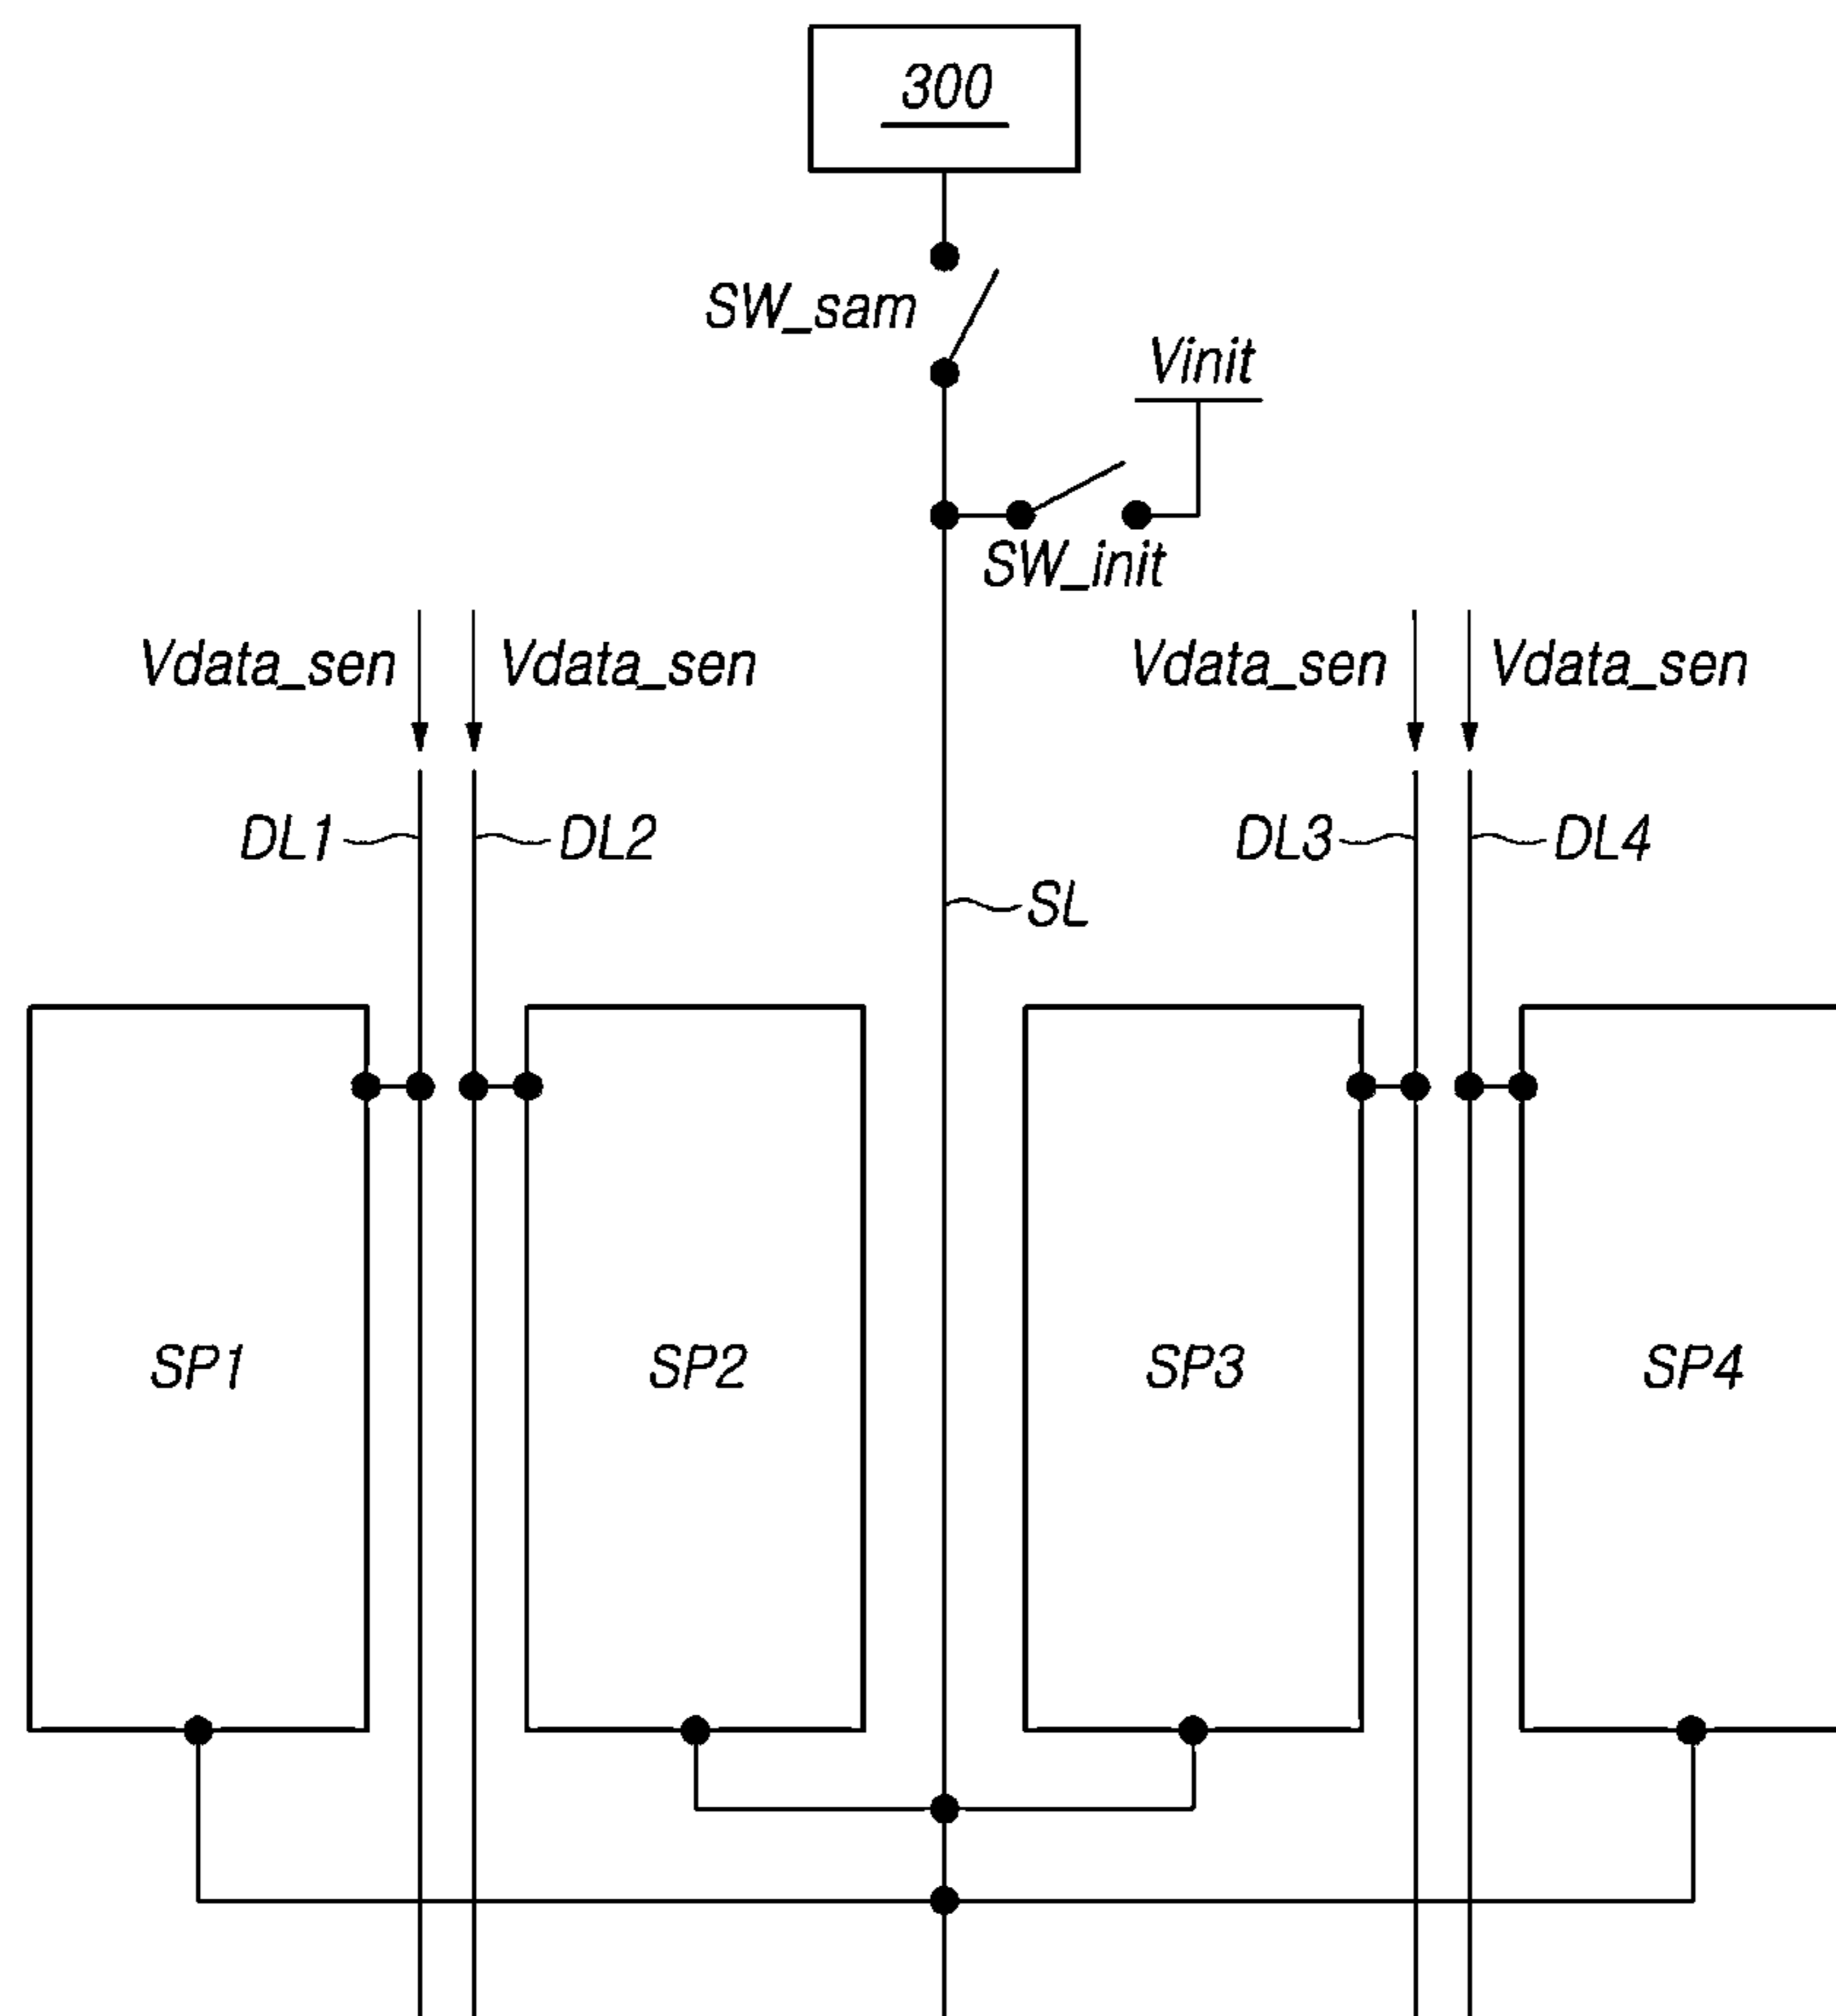 300
SW_sam
Vinit
SW_init
Vdata_sen Vdata_sen Vdata_sen Vdata_sen
DL1 DL2 DL3 DL4
SL
SP1 SP2 SP3 SP4